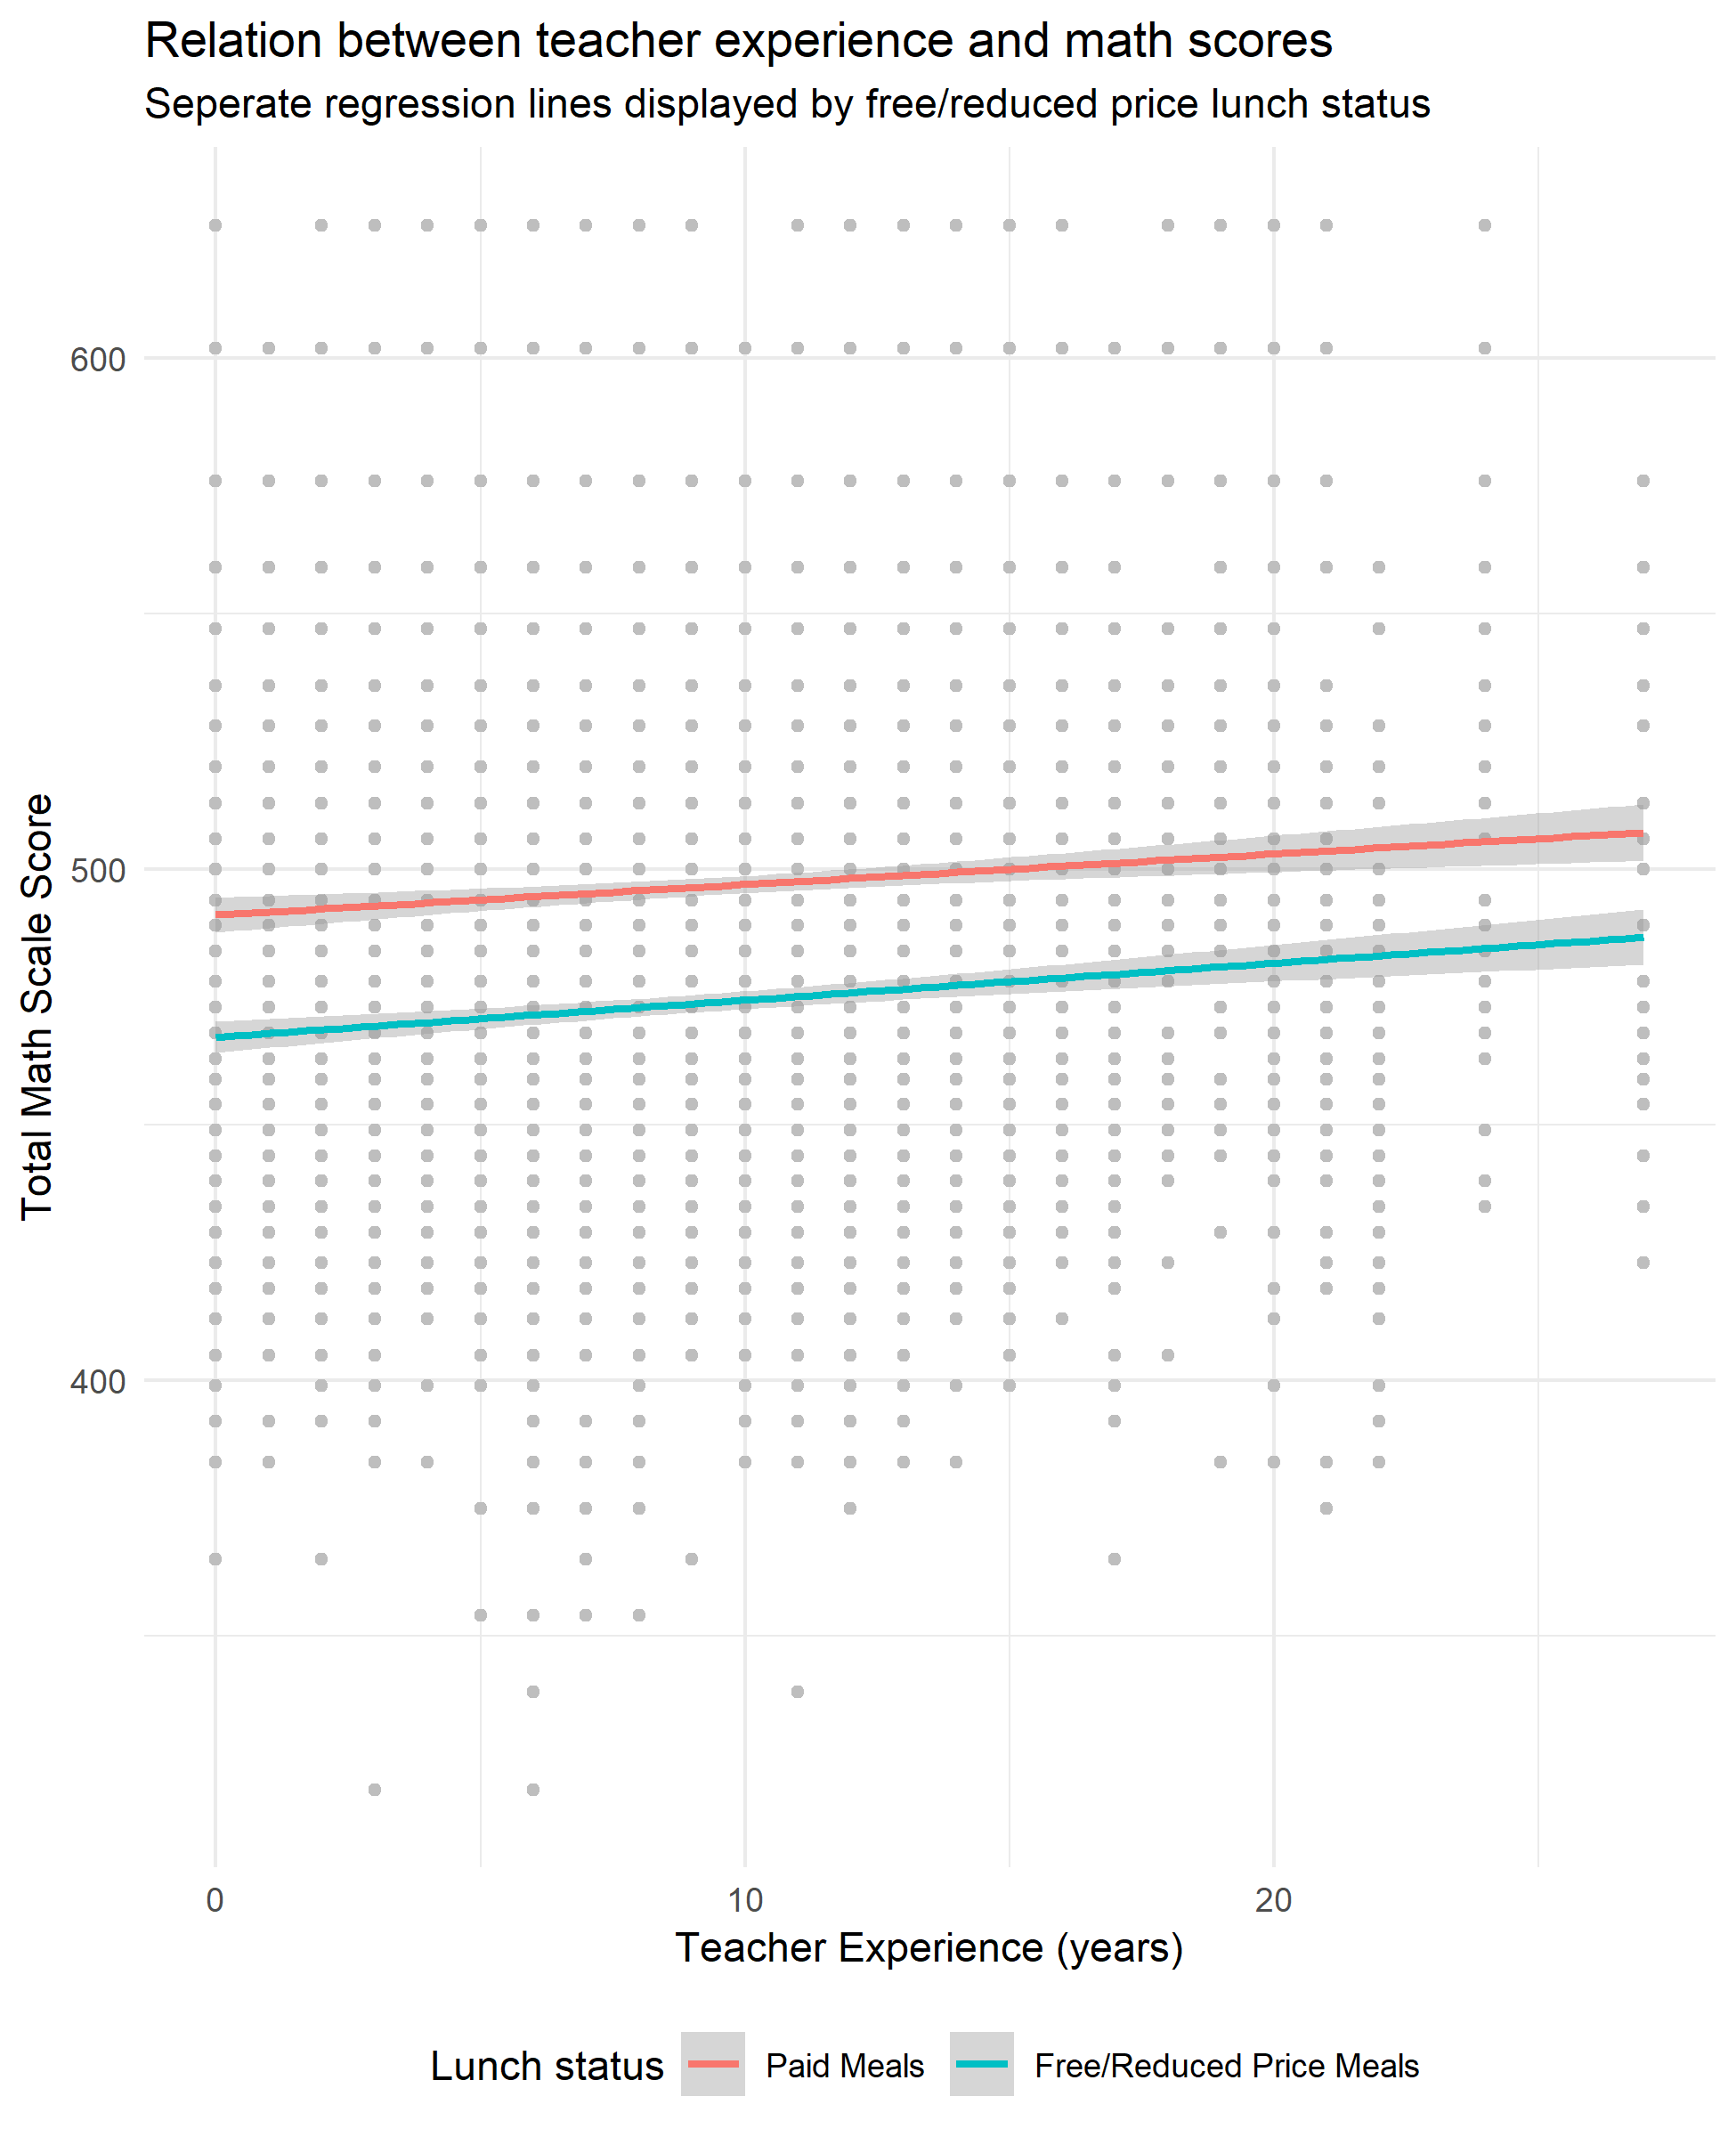 Relation between teacher experience and math scores
Seperate regression lines displayed by free/reduced price lunch status
Total Math Scale Score
600
500
400
0 10 20
Teacher Experience (years)
Lunch status Paid Meals Free/Reduced Price Meals